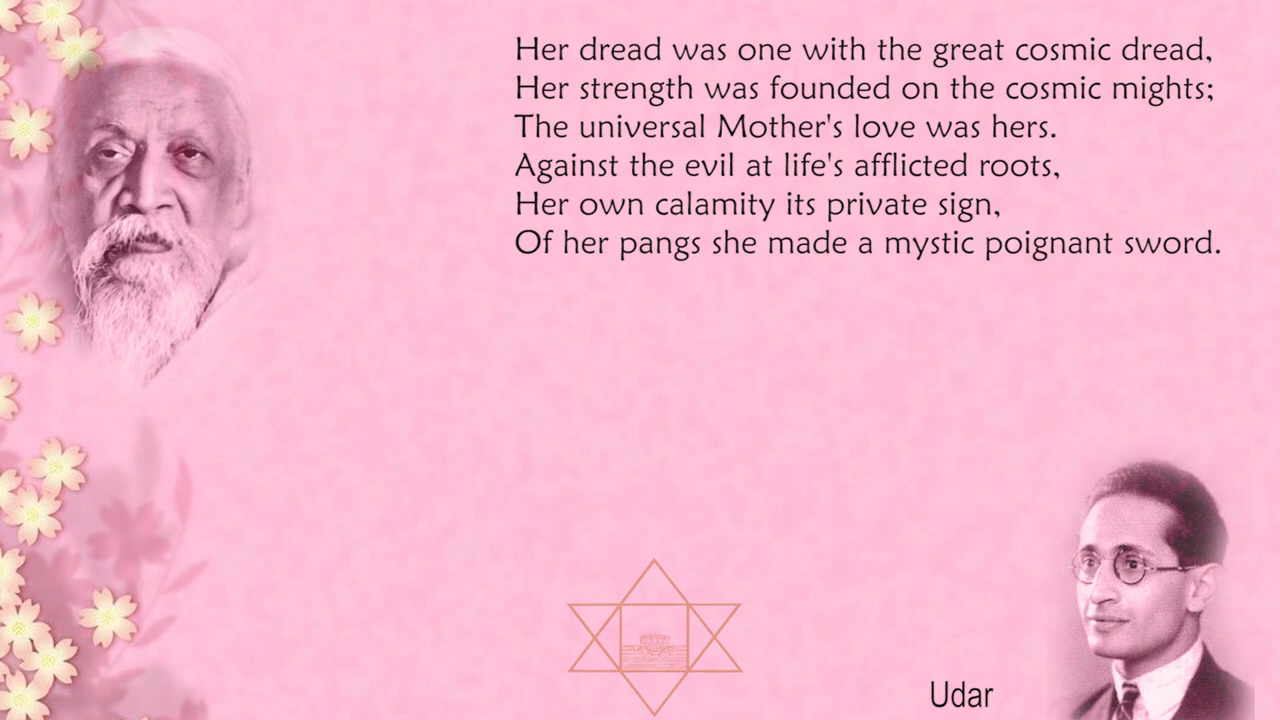 Her dread was one with the great cosmic dread,
Her strength was founded on the cosmic mights;
The universal Mother's love was hers.
Against the evil at life's afflicted roots,
Her own calamity its private sign,
Of her pangs she made a mystic poignant sword.
Udar